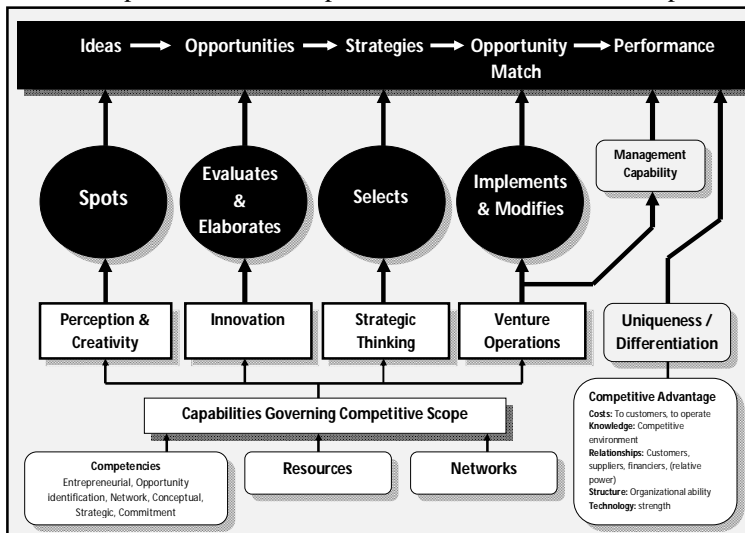 Ideas Opportunities Strategies Opportunity Performance
Match
Spots
Evaluates
&
Elaborates
Selects
Implements
& Modifies
Management
Capability
Perception &
Creativity
Innovation
Strategic
Thinking
Venture
Operations
Uniqueness /
Differentiation
Capabilities Governing Competitive Scope
Competencies
Entrepreneurial, Opportunity
identification, Network, Conceptual,
Strategic, Commitment
Resources
Networks
Competitive Advantage
Costs: To customers, to operate
Knowledge: Competitive
environment
Relationships: Customers,
suppliers, financiers, (relative
power)
Structure: Organizational ability
Technology: strength